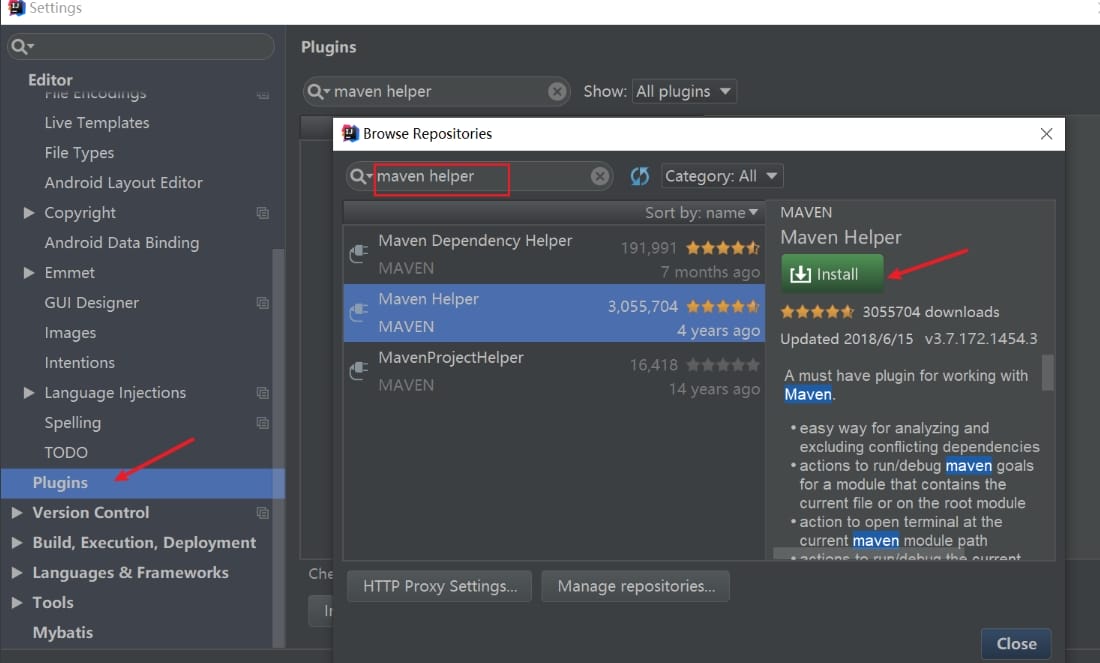 Settings
Editor
File Encodings
Live Templates
File Types
Android Layout Editor
Copyright
Android Data Binding
Emmet
GUI Designer
Images
Intentions
Language Injections
Spelling
TODO
Plugins
Version Control
Build, Execution, Deployment
Languages & Frameworks
Tools
Mybatis
Plugins
maven helper
Show: All plugins
Browse Repositories
maven helper
Category: All
Sort by: name
Maven Dependency Helper
191,991
MAVEN
7 months ago
Maven Helper
3,055,704
MAVEN
4 years ago
MavenProjectHelper
16,418
MAVEN
14 years ago
MAVEN
Maven Helper
Install
3055704 downloads
Updated 2018/6/15 v3.7.172.1454.3
A must have plugin for working with
Maven.
• easy way for analyzing and
excluding conflicting dependencies
• actions to run/debug maven goals
for a module that contains the
current file or on the root module
• action to open terminal at the
current maven module path
• actions to run/debug the current
Che
HTTP Proxy Settings...
Manage repositories...
Close